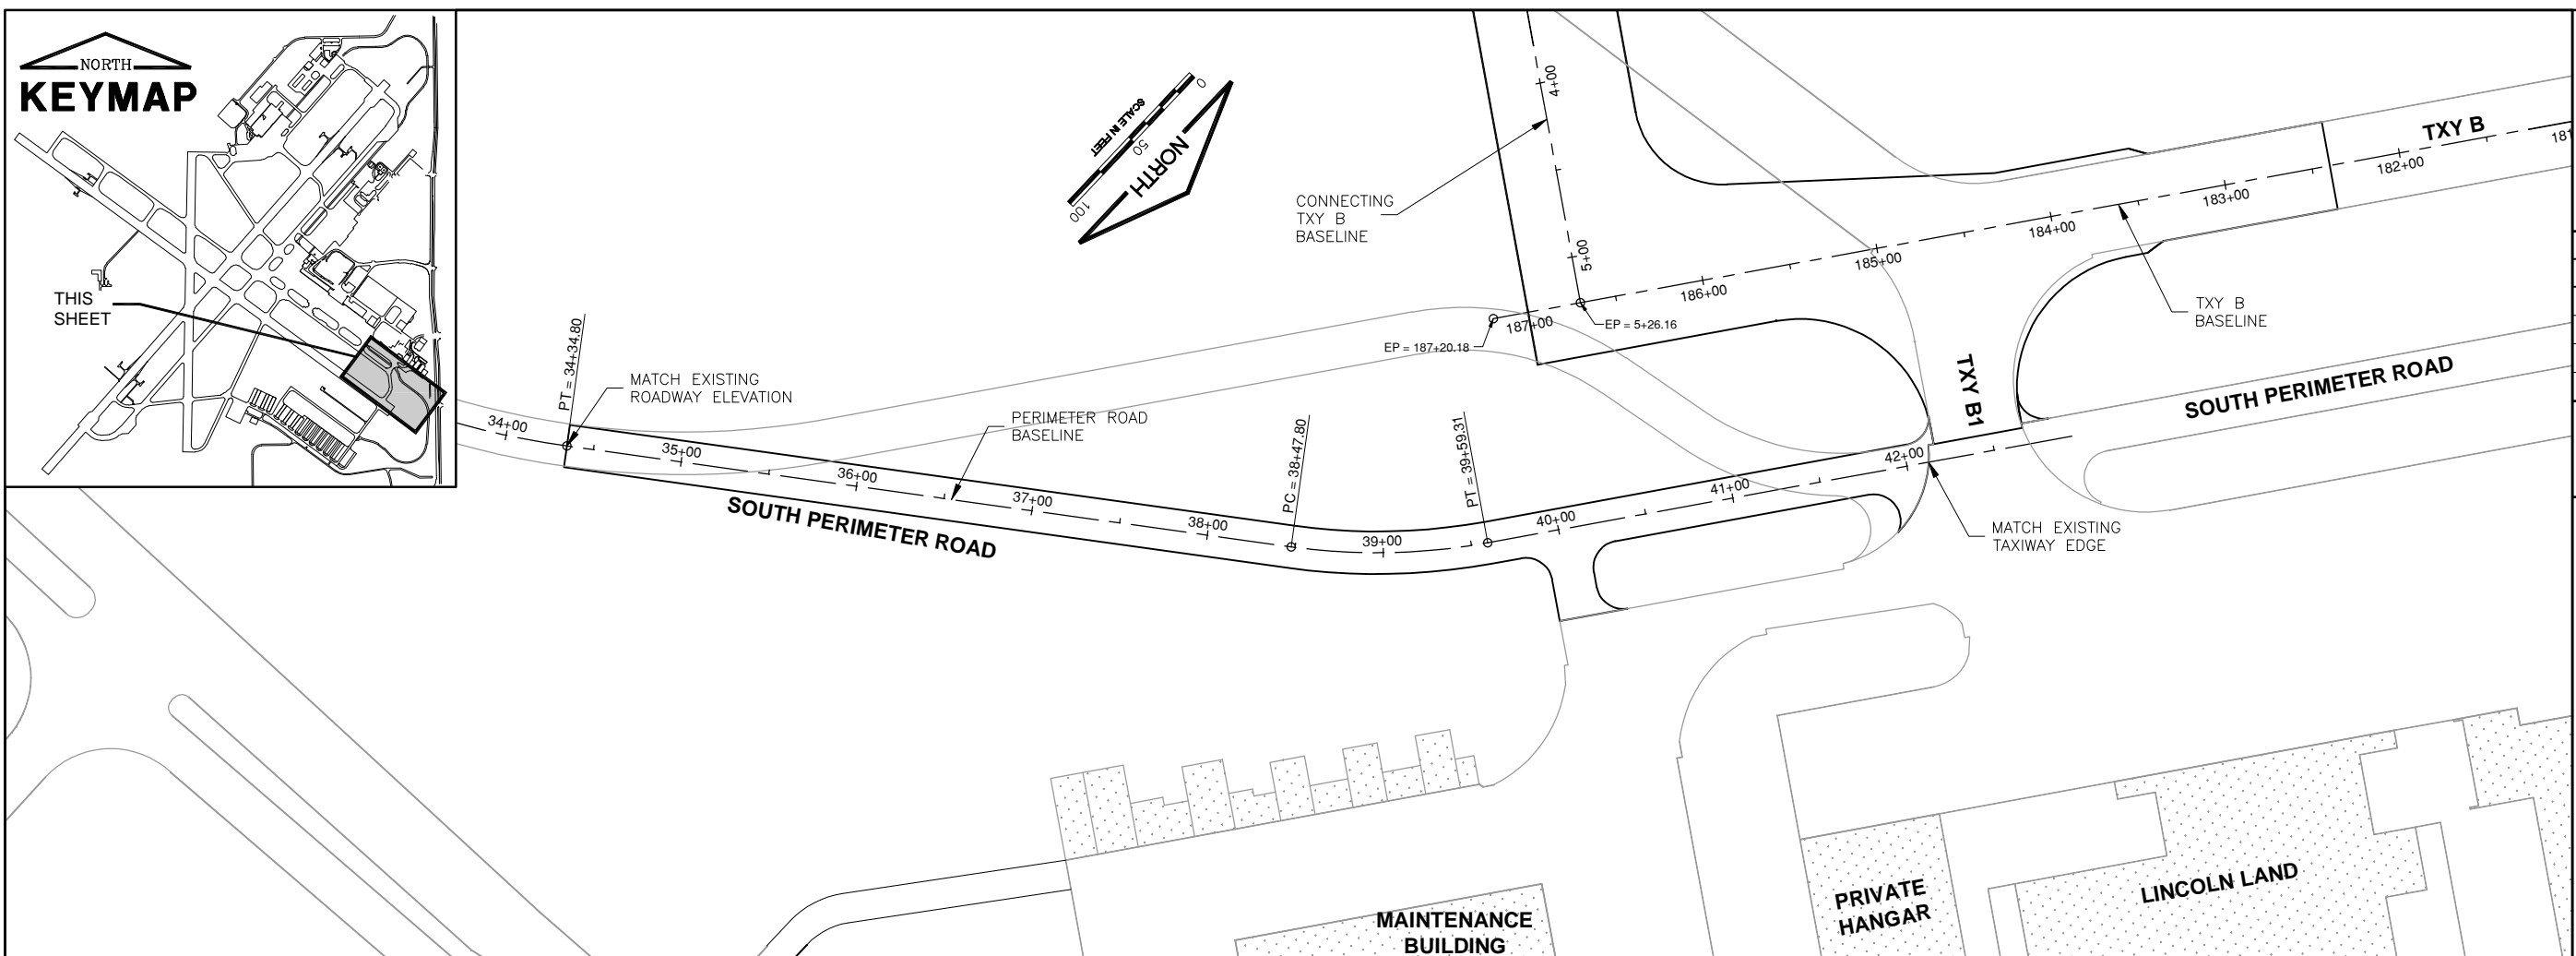 NORTH
KEYMAP
THIS
SHEET
SCALE IN FEET
0
50
100
NORTH
CONNECTING
TXY B
BASELINE
4+00
5+00
EP = 5+26.16
EP = 187+20.18
187+00
186+00
185+00
184+00
183+00
182+00
181
TXY B
TXY B
BASELINE
TXY B1
SOUTH PERIMETER ROAD
PT = 34+34.80
MATCH EXISTING
ROADWAY ELEVATION
PERIMETER ROAD
BASELINE
34+00
35+00
36+00
37+00
38+00
PC = 38+47.80
39+00
PT = 39+59.31
40+00
41+00
42+00
SOUTH PERIMETER ROAD
MATCH EXISTING
TAXIWAY EDGE
MAINTENANCE
BUILDING
PRIVATE
HANGAR
LINCOLN LAND